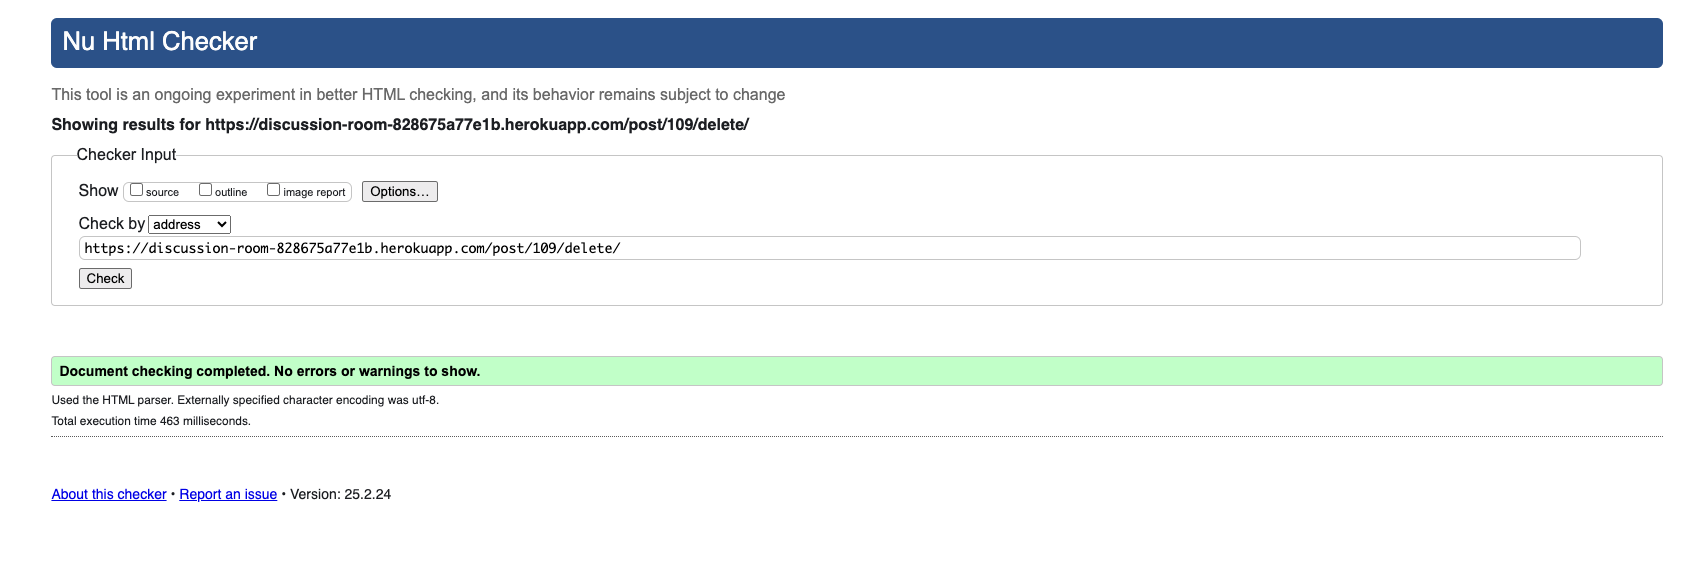 Nu Html Checker
This tool is an ongoing experiment in better HTML checking, and its behavior remains subject to change
Showing results for https://discussion-room-828675a77e1b.herokuapp.com/post/109/delete/
Checker Input
Show source outline image report Options...
Check by address
https://discussion-room-828675a77e1b.herokuapp.com/post/109/delete/
Check
Document checking completed. No errors or warnings to show.
Used the HTML parser. Externally specified character encoding was utf-8.
Total execution time 463 milliseconds.
About this checker • Report an issue • Version: 25.2.24